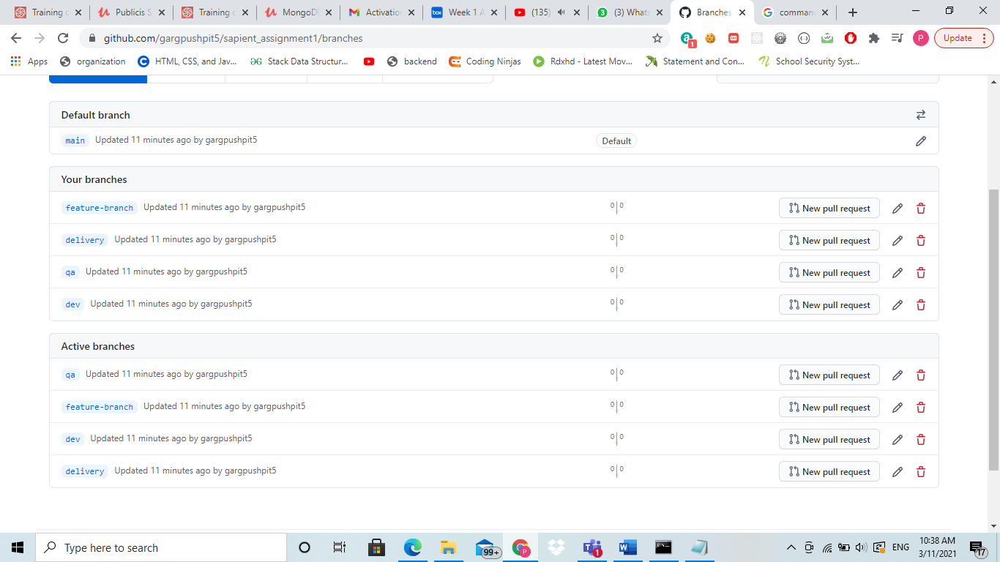 Training o Publicis S Training o MongoD Activatio Week 1 A (135) (3) Whats Branches comman
github.com/gargpushpit5/sapient_assignment1/branches 1 P Update
Apps organization HTML, CSS, and Jav... Stack Data Structur... backend Coding Ninjas Rdxhd - Latest Mov... Statement and Con... School Security Syst...
Default branch
main Updated 11 minutes ago by gargpushpit5 Default
Your branches
feature-branch Updated 11 minutes ago by gargpushpit5 0 0 New pull request
delivery Updated 11 minutes ago by gargpushpit5 0 0 New pull request
qa Updated 11 minutes ago by gargpushpit5 0 0 New pull request
dev Updated 11 minutes ago by gargpushpit5 0 0 New pull request
Active branches
qa Updated 11 minutes ago by gargpushpit5 0 0 New pull request
feature-branch Updated 11 minutes ago by gargpushpit5 0 0 New pull request
dev Updated 11 minutes ago by gargpushpit5 0 0 New pull request
delivery Updated 11 minutes ago by gargpushpit5 0 0 New pull request
Type here to search 99+ P 1 ENG 10:38 AM
3/11/2021 17